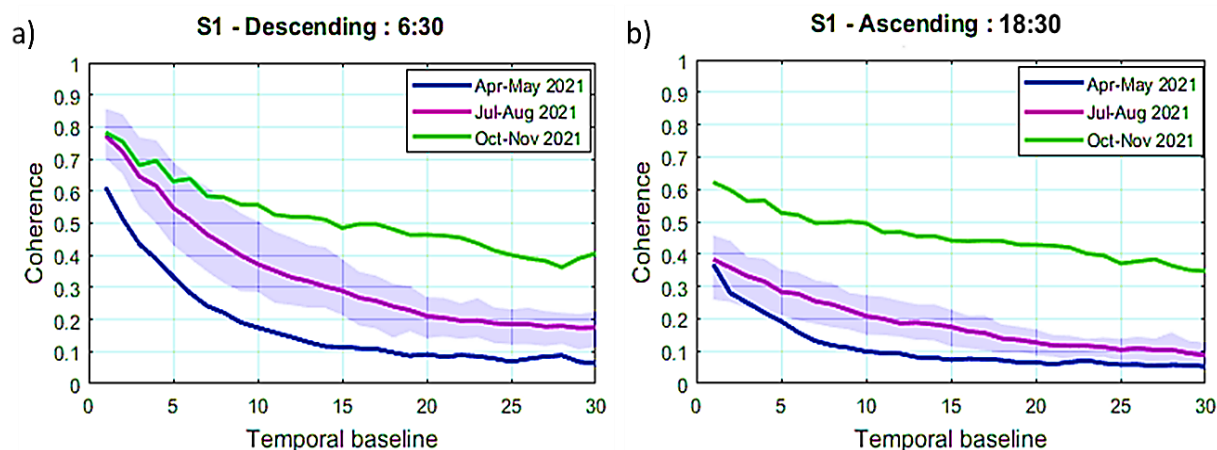 a)
S1 - Descending : 6:30
Coherence
1
0.9
0.8
0.7
0.6
0.5
0.4
0.3
0.2
0.1
0
Apr-May 2021
Jul-Aug 2021
Oct-Nov 2021
0 5 10 15 20 25 30
Temporal baseline
b)
S1 - Ascending : 18:30
Coherence
1
0.9
0.8
0.7
0.6
0.5
0.4
0.3
0.2
0.1
0
Apr-May 2021
Jul-Aug 2021
Oct-Nov 2021
0 5 10 15 20 25 30
Temporal baseline